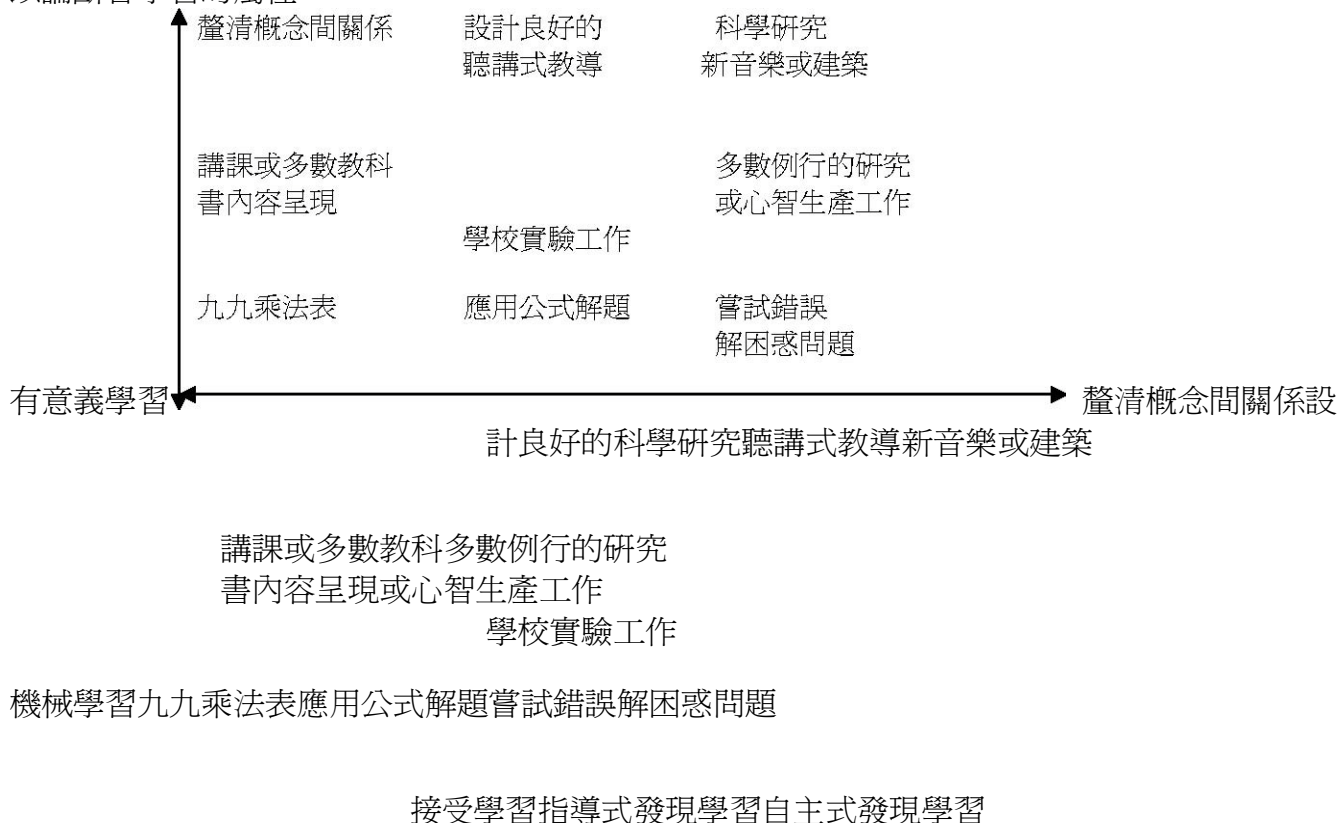 釐清概念間關係 設計良好的 科學研究
聽講式教導 新音樂或建築
講課或多數教科 多數例行的研究
書內容呈現 或心智生產工作
學校實驗工作
九九乘法表 應用公式解題 嘗試錯誤
解困惑問題
有意義學習 釐清概念間關係設
計良好的科學研究聽講式教導新音樂或建築
講課或多數教科多數例行的研究
書內容呈現或心智生產工作
學校實驗工作
機械學習九九乘法表應用公式解題嘗試錯誤解困惑問題
接受學習指導式發現學習自主式發現學習